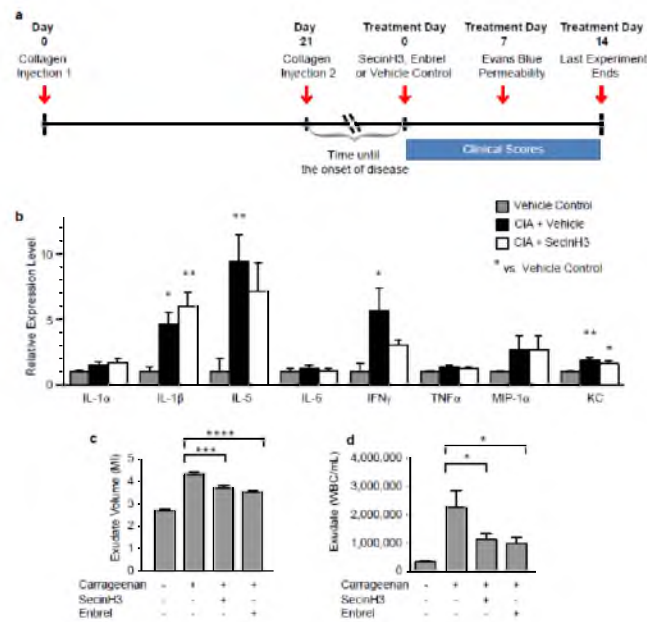 a
Day 0
Day 21
Treatment Day 0
Treatment Day 7
Treatment Day 14
Collagen Injection 1
Collagen Injection 2
SecinH3, Enbrel or Vehicle Control
Evans Blue Permeability
Last Experiment Ends
Time until the onset of disease
Clinical Scores
b
Vehicle Control
CIA + Vehicle
CIA + SecinH3
* vs. Vehicle Control
Relative Expression Level
10
5
0
* ** ** * ** *
IL-1α IL-1β IL-5 IL-6 IFNγ TNFα MIP-1α KC
c
Exudate Volume (Ml)
5
4
3
2
1
0
****
***
Carrageenan - + + +
SecinH3 - - + -
Enbrel - - - +
d
Exudate (WBC/mL)
4,000,000
3,000,000
2,000,000
1,000,000
0
*
*
Carrageenan - + + +
SecinH3 - - + -
Enbrel - - - +